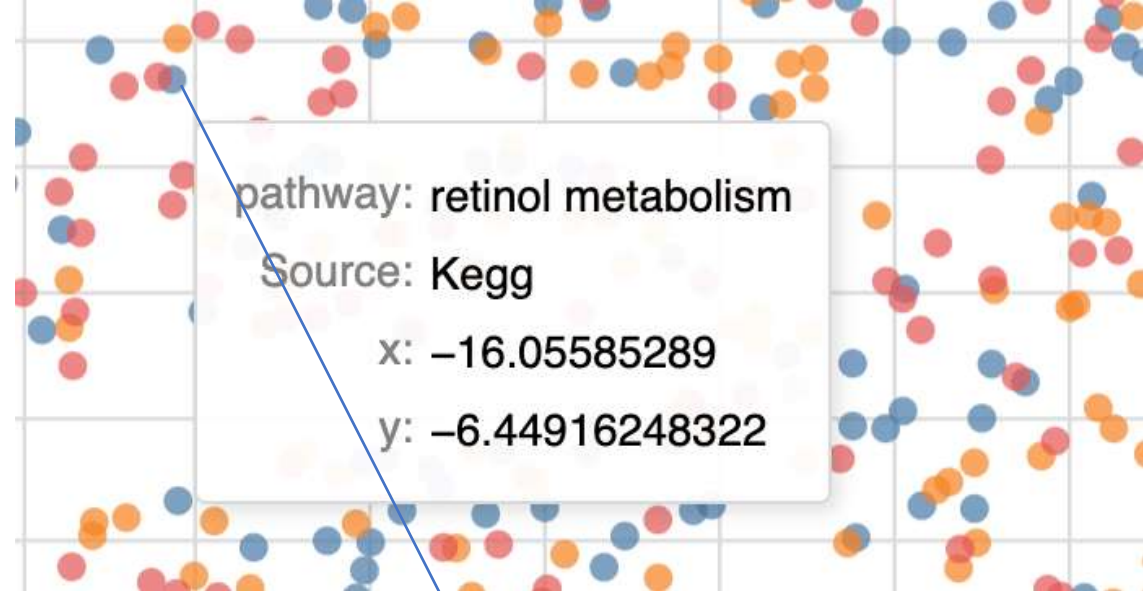 pathway: retinol metabolism
Source: Kegg
x: −16.05585289
y: −6.44916248322